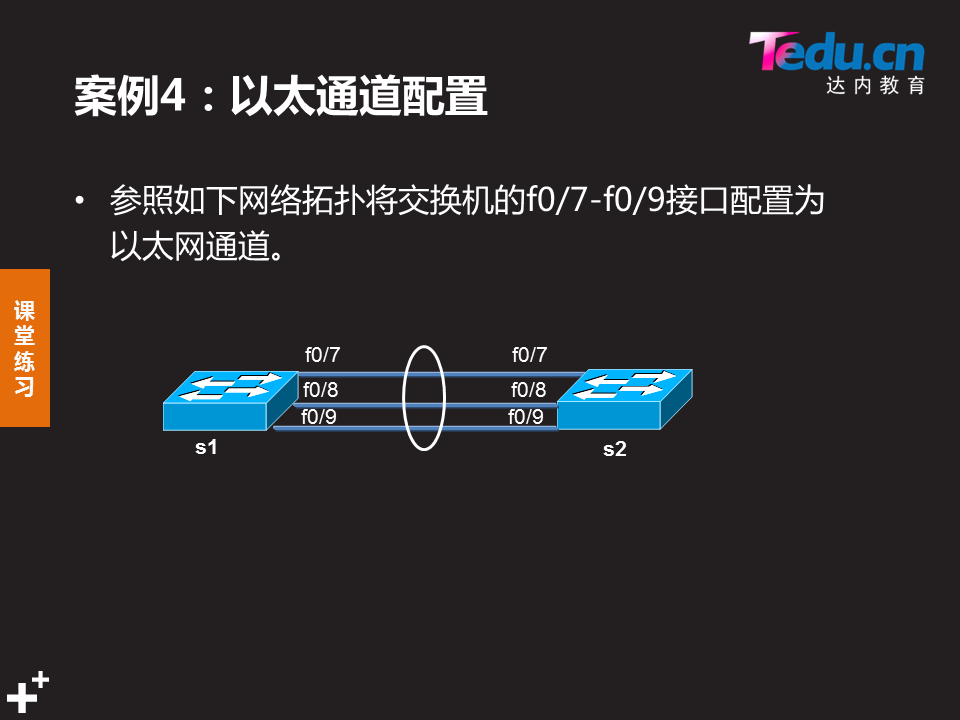 Tedu.cn
达内教育
案例4：以太通道配置
• 参照如下网络拓扑将交换机的f0/7-f0/9接口配置为
以太网通道。
课
堂
练
习
f0/7 f0/7
f0/8 f0/8
f0/9 f0/9
s1 s2